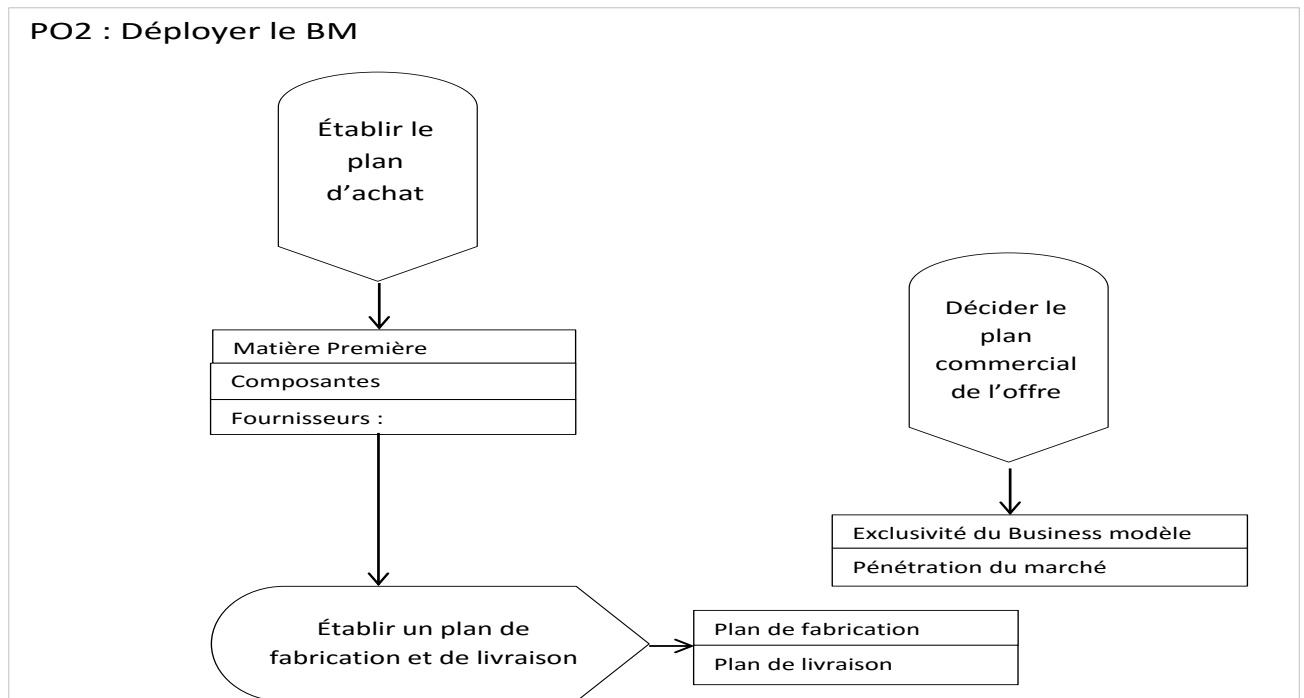 PO2 : Déployer le BM
Établir le
plan
d’achat
Matière Première
Composantes
Fournisseurs :
Décider le
plan
commercial
de l’offre
Exclusivité du Business modèle
Pénétration du marché
Établir un plan de
fabrication et de livraison
Plan de fabrication
Plan de livraison